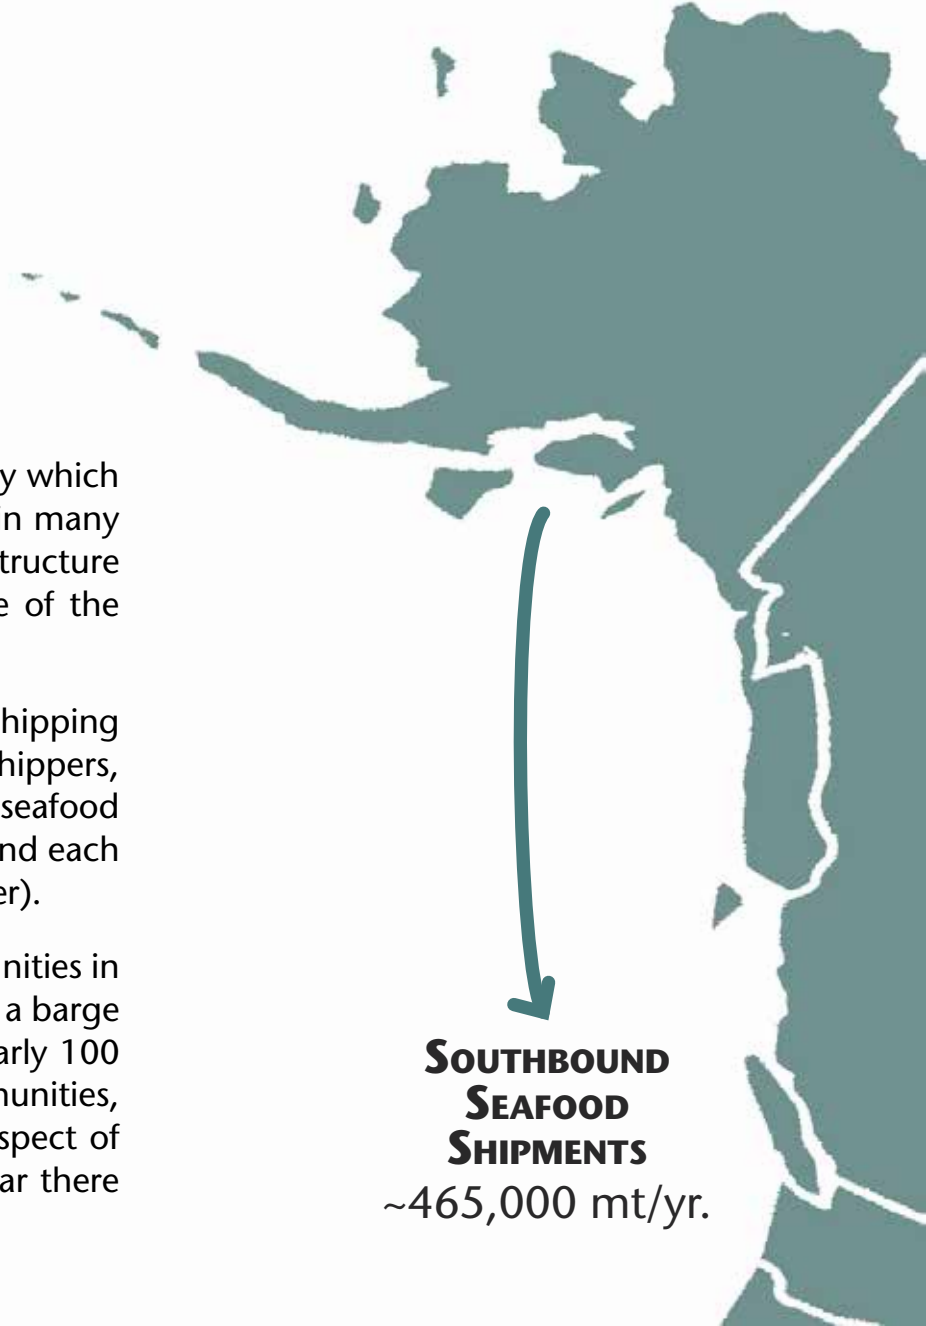 y which
in many
tructure
e of the
hipping
hippers,
seafood
nd each
er).
nities in
a barge
arly 100
nunities,
spect of
ar there
SOUTHBOUND
SEAFOOD
SHIPMENTS
~465,000 mt/yr.